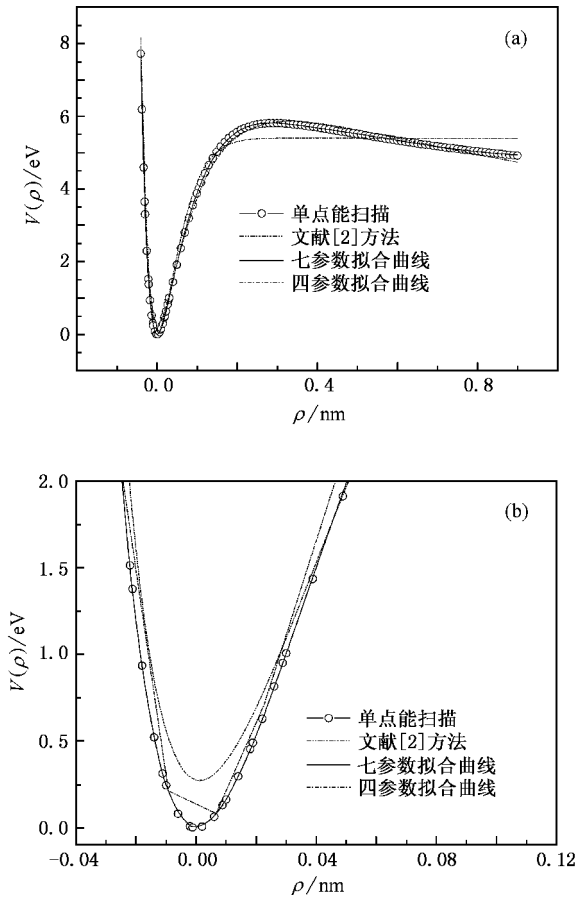 (a)
8
6
4
2
0
V(ρ)/eV
单点能扫描
文献[2]方法
七参数拟合曲线
四参数拟合曲线
0.0 0.4 0.8
ρ/nm
(b)
2.0
1.5
1.0
0.5
0.0
V(ρ)/eV
单点能扫描
文献[2]方法
七参数拟合曲线
四参数拟合曲线
-0.04 0.00 0.04 0.08 0.12
ρ/nm